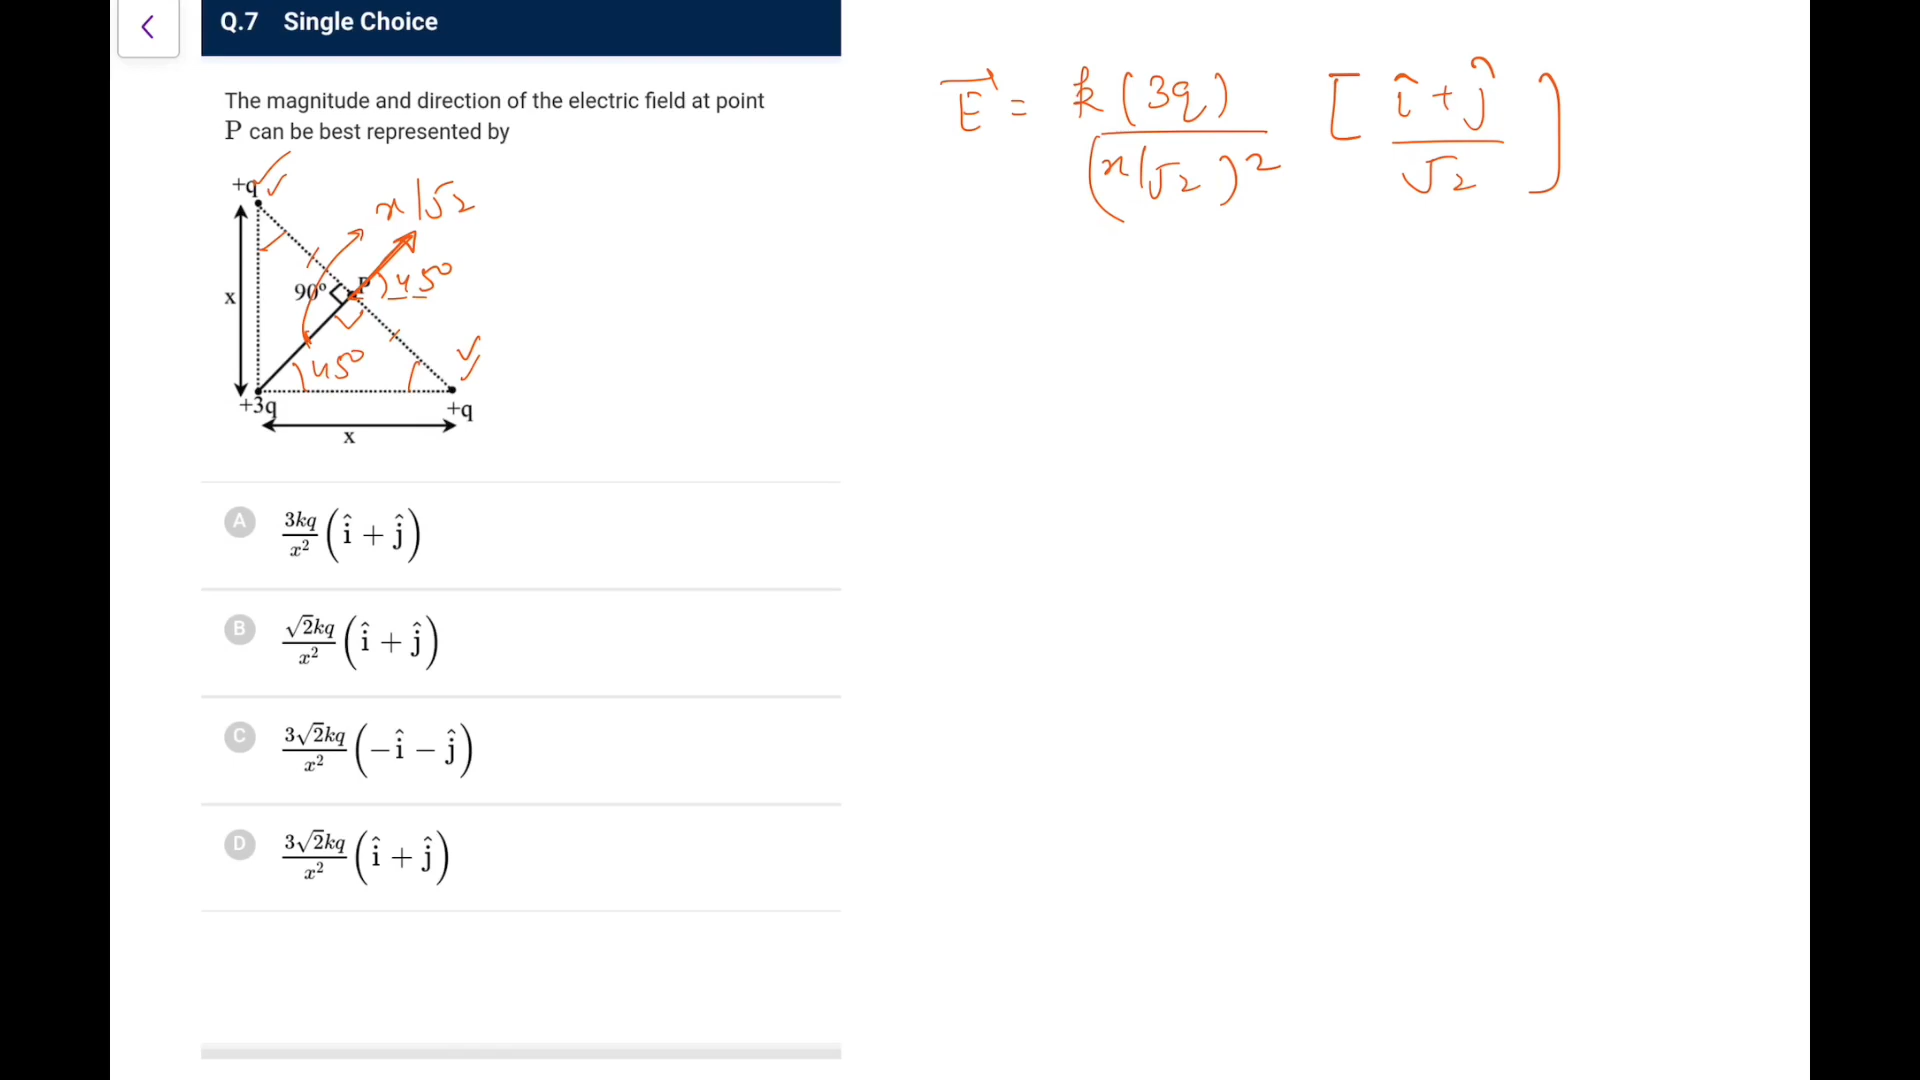 Q.7 Single Choice
The magnitude and direction of the electric field at point
P can be best represented by
+q
x/√2
P
45°
90°
x
45°
+3q
+q
x
E⃗ = k(3q)/(x/√2)² [(î+ĵ)/√2]
A 3kq/x² (î + ĵ)
B √2kq/x² (î + ĵ)
C 3√2kq/x² (−î − ĵ)
D 3√2kq/x² (î + ĵ)